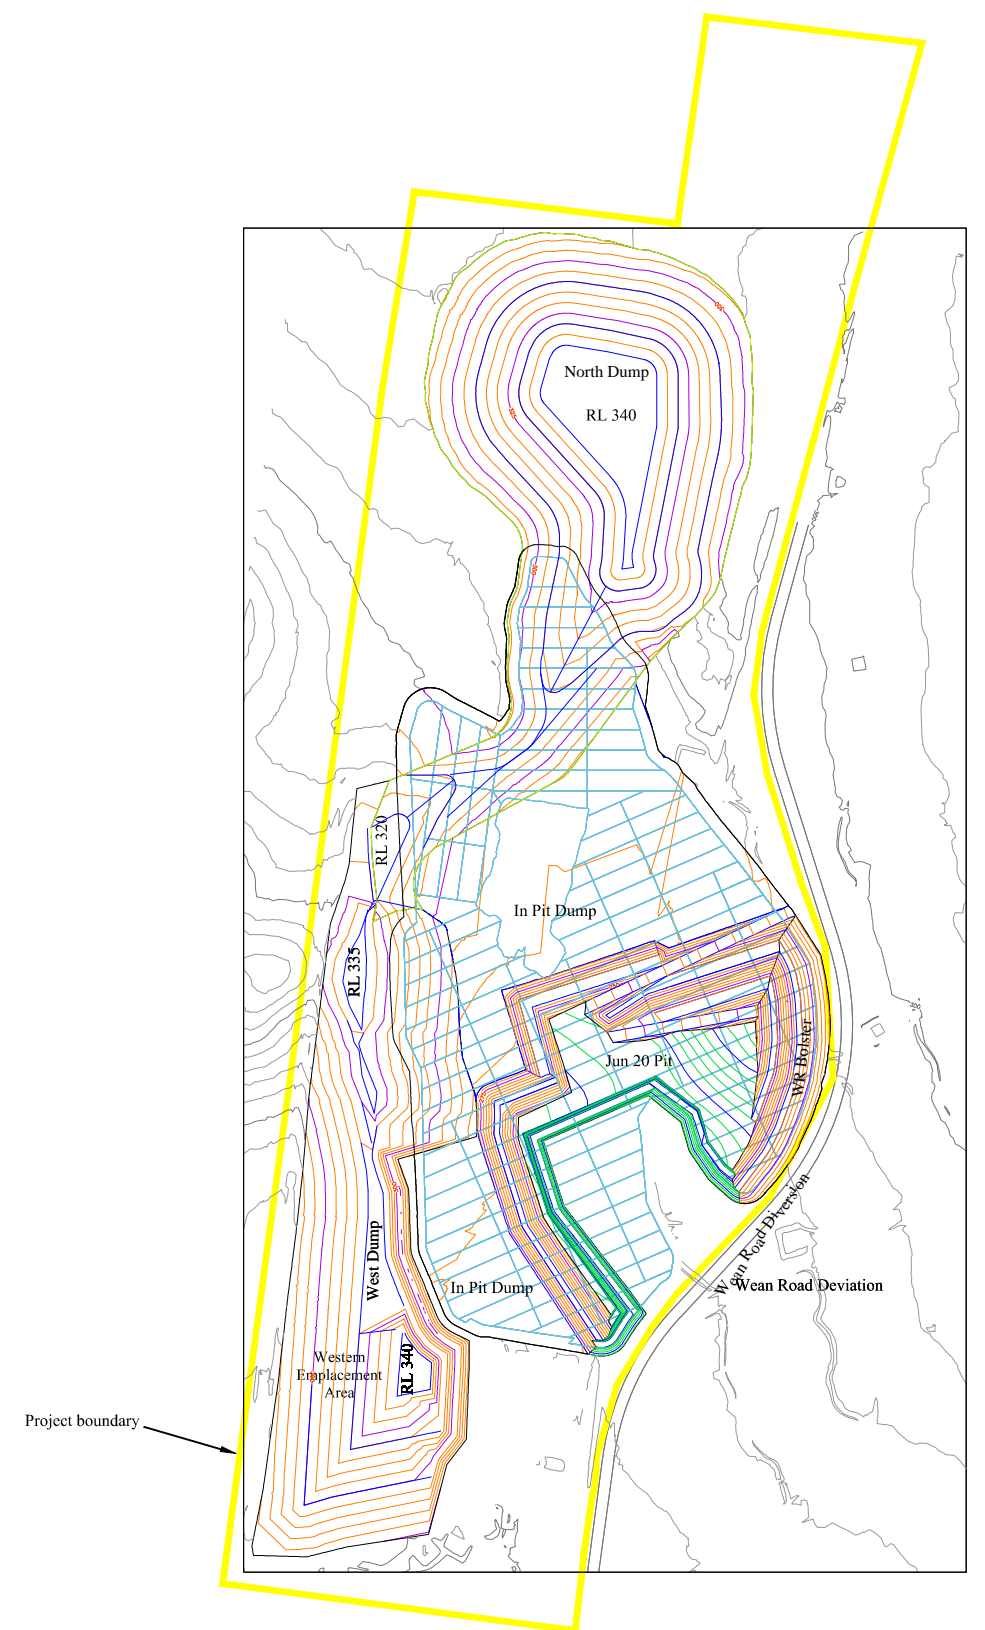 North Dump
RL 340
RL 320
In Pit Dump
RL 335
Jun 20 Pit
WR Bolster
Wean Road Diversion
Wean Road Deviation
West Dump
In Pit Dump
Western
Emplacement
Area
RL 340
Project boundary